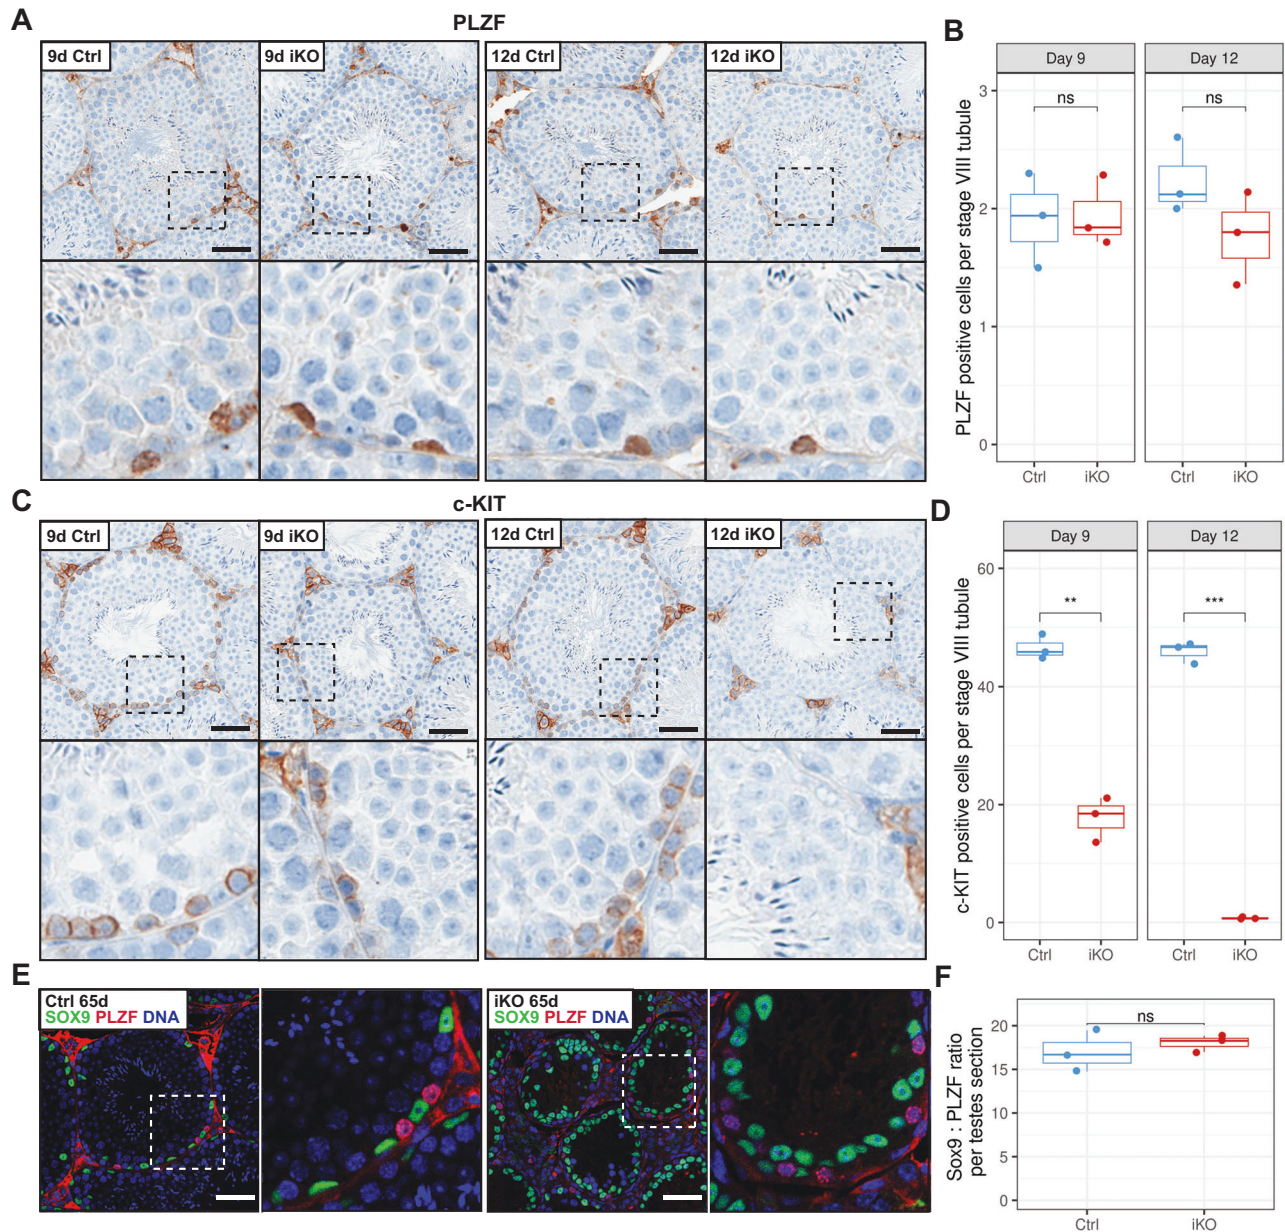 A
PLZF
9d Ctrl
9d iKO
12d Ctrl
12d iKO
B
Day 9
Day 12
ns
ns
3
2
1
0
PLZF positive cells per stage VIII tubule
Ctrl
iKO
Ctrl
iKO
C
c-KIT
9d Ctrl
9d iKO
12d Ctrl
12d iKO
D
Day 9
Day 12
**
***
60
40
20
0
c-KIT positive cells per stage VIII tubule
Ctrl
iKO
Ctrl
iKO
E
Ctrl 65d
SOX9 PLZF DNA
iKO 65d
SOX9 PLZF DNA
F
ns
20
15
10
5
0
Sox9 : PLZF ratio
per testes section
Ctrl
iKO